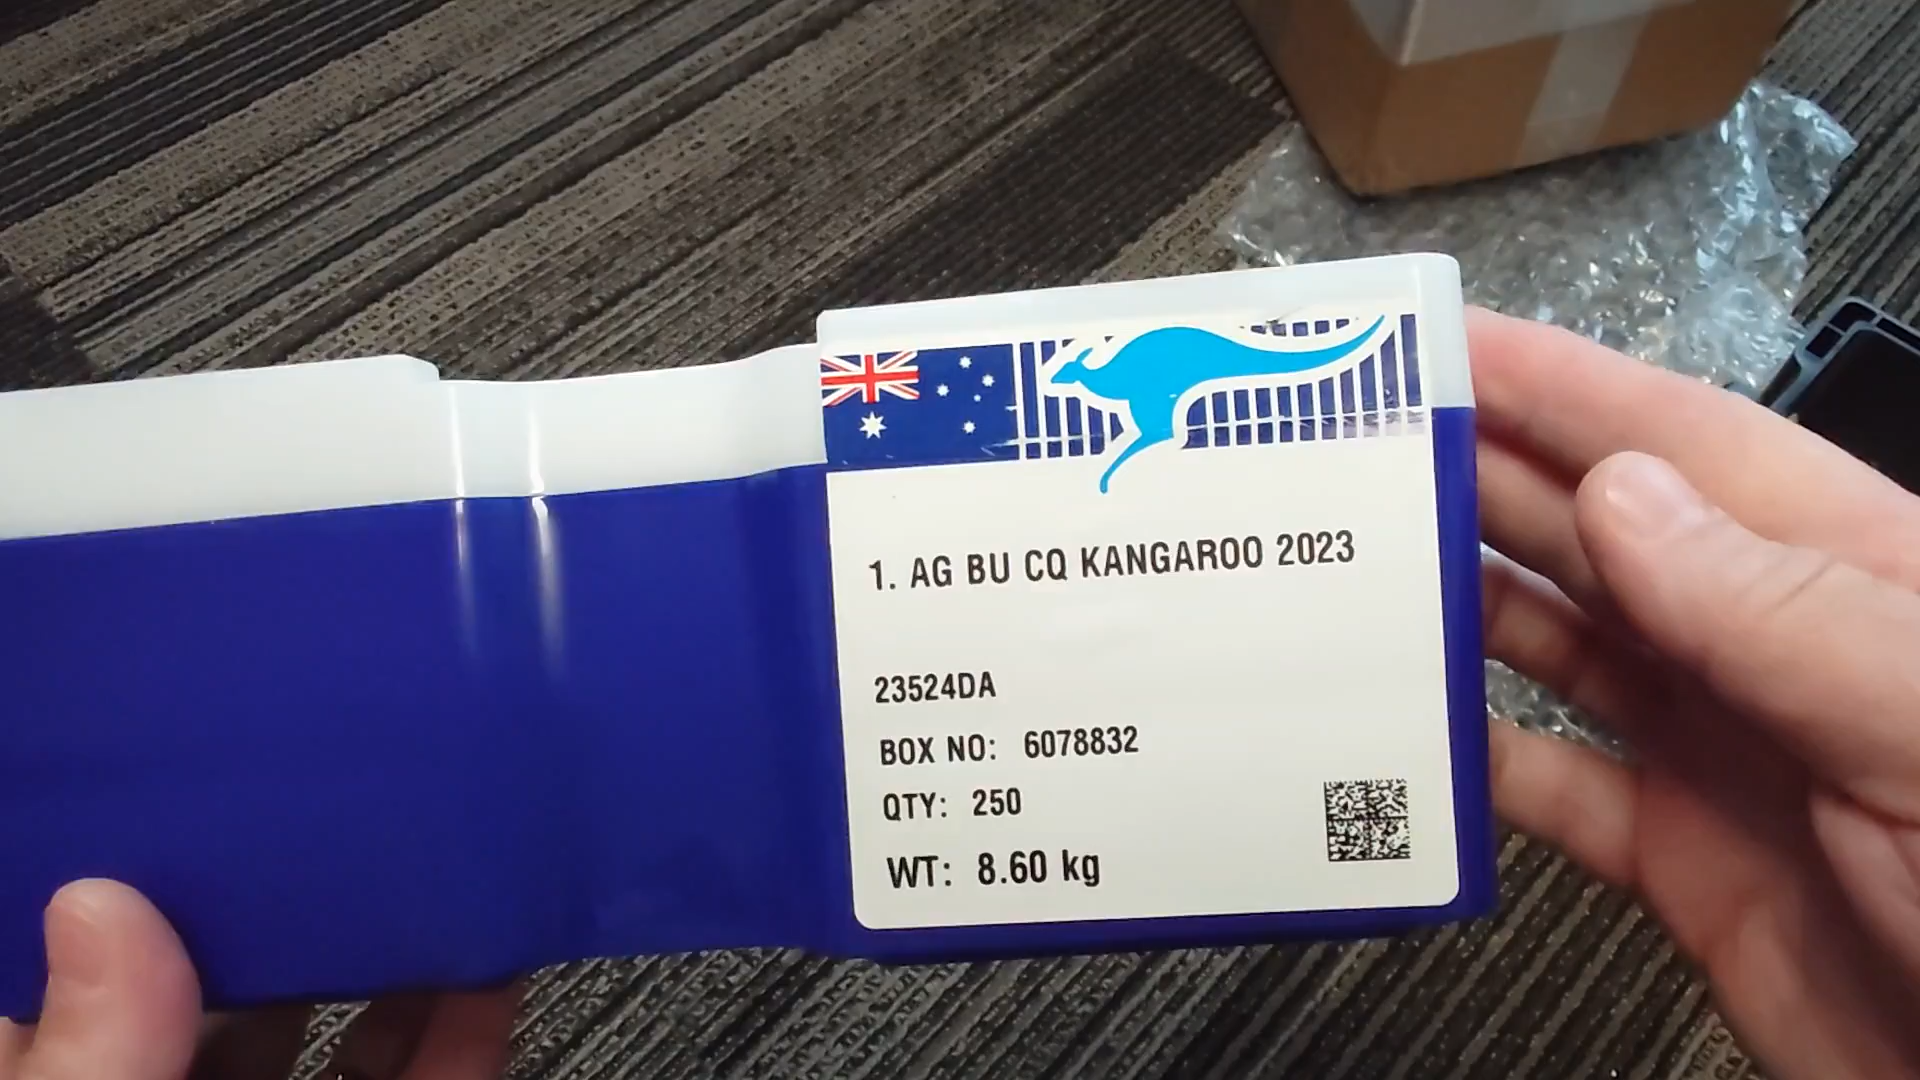 1. AG BU CQ KANGAROO 2023
23524DA
BOX NO: 6078832
QTY: 250
WT: 8.60 kg